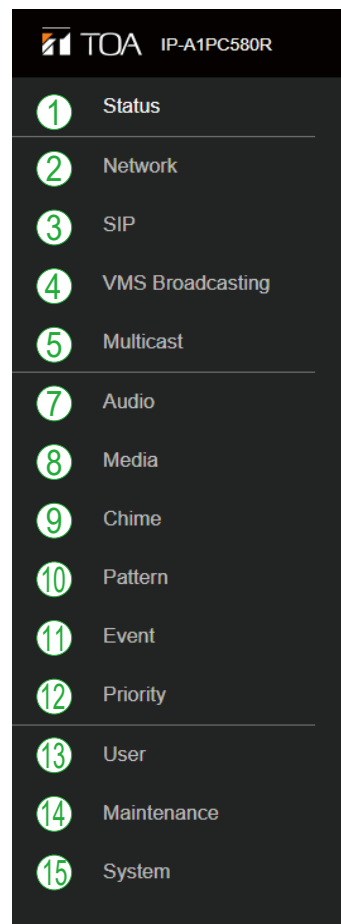 TOA IP-A1PC580R
1 Status
2 Network
3 SIP
4 VMS Broadcasting
5 Multicast
7 Audio
8 Media
9 Chime
10 Pattern
11 Event
12 Priority
13 User
14 Maintenance
15 System